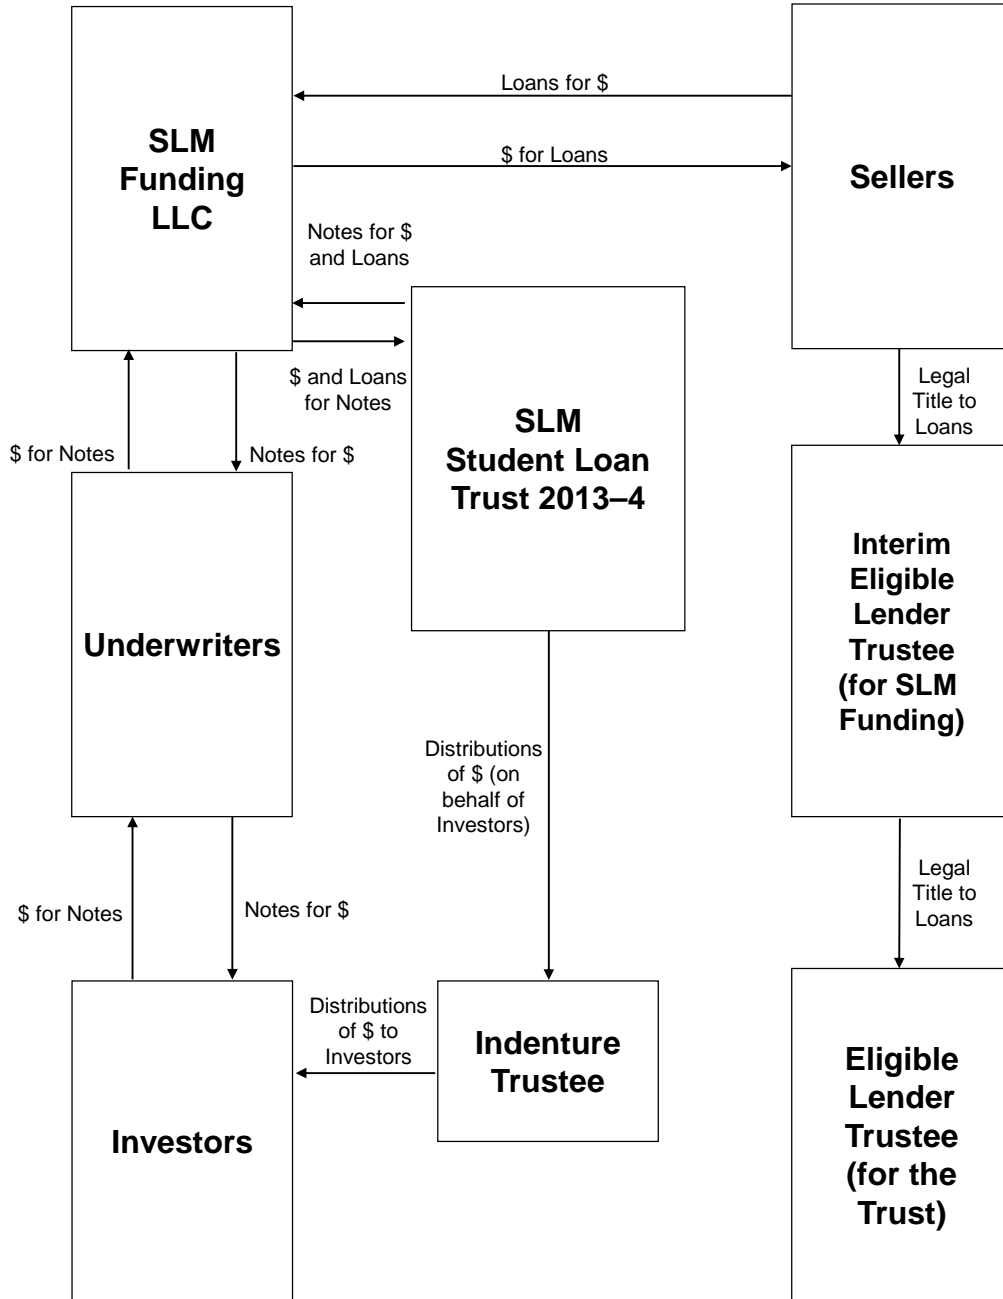 Loans for $
SLM
Funding
LLC
$ for Loans
Sellers
Notes for $
and Loans
$ and Loans
for Notes
Legal
Title to
Loans
$ for Notes
Notes for $
SLM
Student Loan
Trust 2013–4
Interim
Eligible
Lender
Trustee
(for SLM
Funding)
Underwriters
Distributions
of $ (on
behalf of
Investors)
$ for Notes
Notes for $
Legal
Title to
Loans
Distributions
of $ to
Investors
Indenture
Trustee
Investors
Eligible
Lender
Trustee
(for the
Trust)